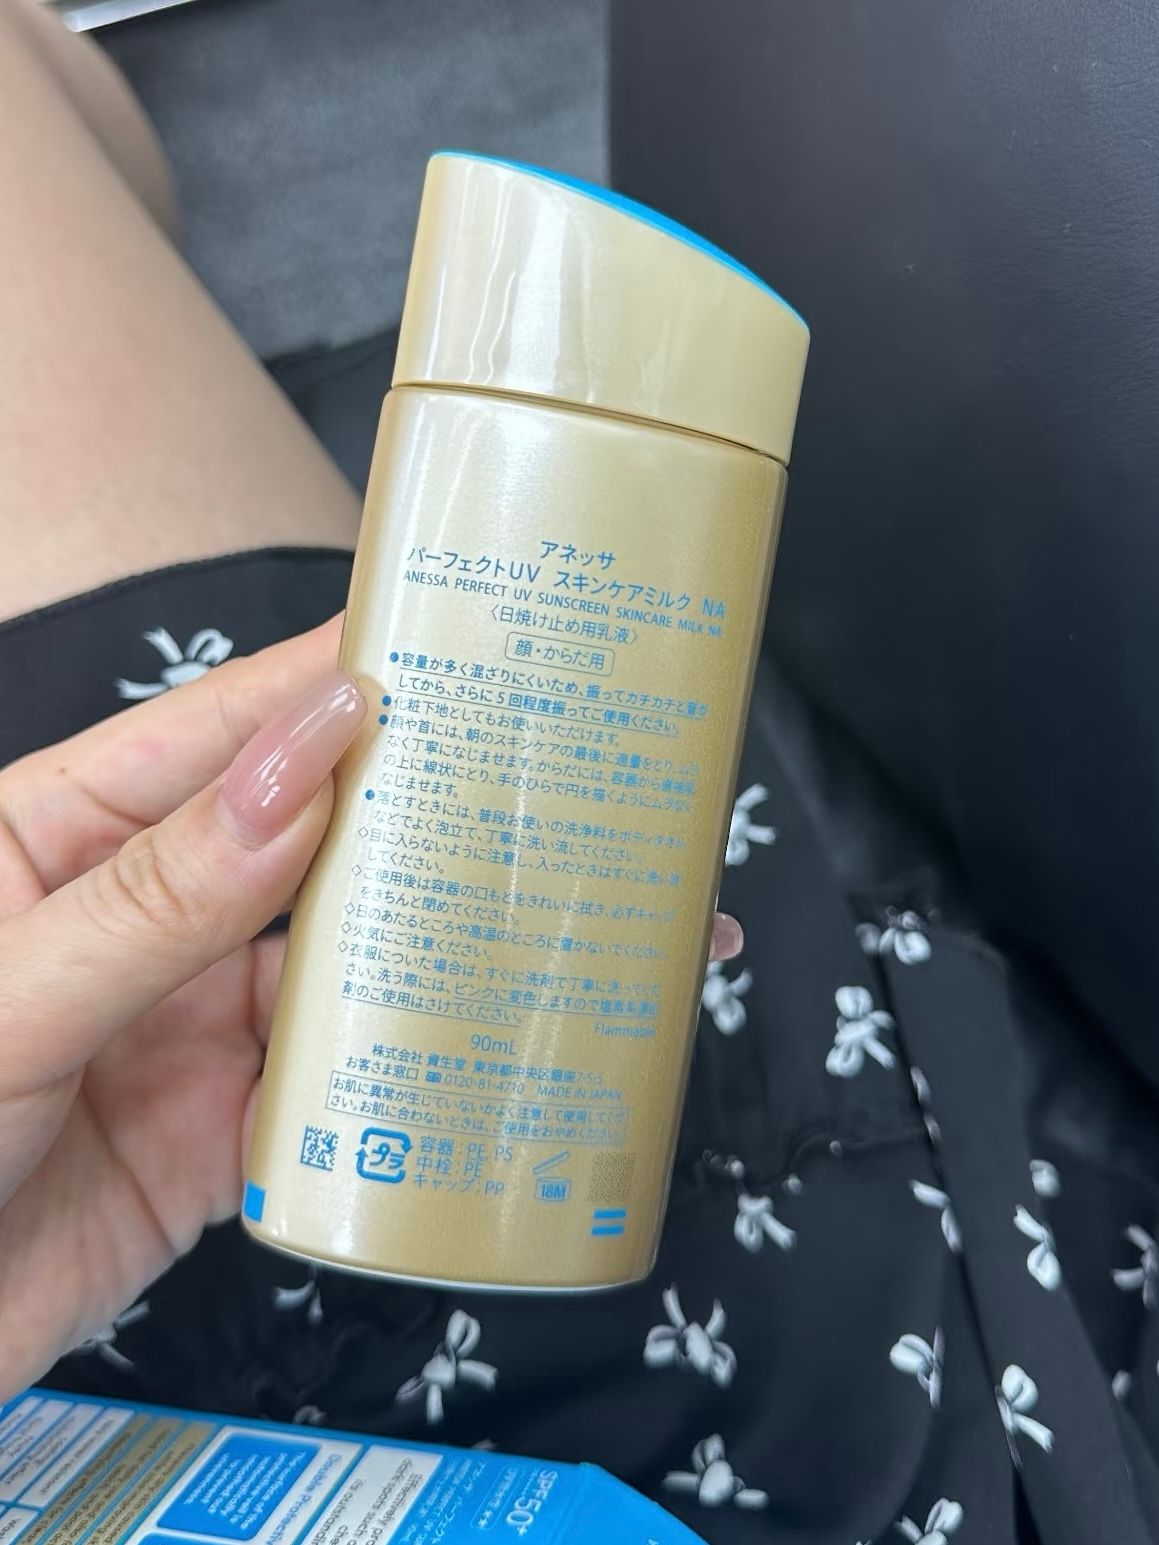 アネッサ
パーフェクトUV スキンケアミルク NA
ANESSA PERFECT UV SUNSCREEN SKINCARE MILK NA
〈日焼け止め用乳液〉
顔・からだ用
●容量が多く混ざりにくいため、振ってカチカチと音が
してから、さらに5回程度振ってご使用ください。
●化粧下地としてもお使いいただけます。
●顔や首には、朝のスキンケアの最後に適量をとり、ムラ
なく丁寧になじませます。からだには、容器から直接肌
の上に線状にとり、手のひらで円を描くようにムラなく
なじませます。
●落とすときには、普段お使いの洗浄料をボディタオル
などでよく泡立て、丁寧に洗い流してください。
◇目に入らないように注意し、入ったときはすぐに洗い流
してください。
◇ご使用後は容器の口もとをきれいに拭き、必ずキャップ
をきちんと閉めてください。
◇日のあたるところや高温のところに置かないでください。
◇火気にご注意ください。
◇衣服についた場合は、すぐに洗剤で丁寧に洗ってくだ
さい。洗う際には、ピンクに変色しますので塩素系漂白
剤のご使用はさけてください。
Flammable
90mL
株式会社 資生堂 東京都中央区銀座7-5-5
お客さま窓口 0120-81-4710 MADE IN JAPAN
お肌に異常が生じていないかよく注意して使用してくだ
さい。お肌に合わないときは、ご使用をおやめください。
プラ
容器：PE, PS
中栓：PE
キャップ：PP
18M
SPF50+
Double Protection
Effectively